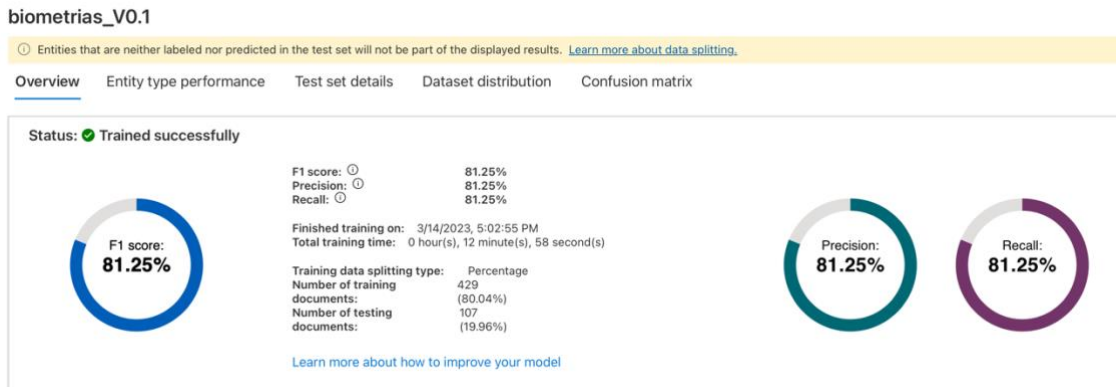 biometrias_V0.1
Entities that are neither labeled nor predicted in the test set will not be part of the displayed results. Learn more about data splitting.
Overview Entity type performance Test set details Dataset distribution Confusion matrix
Status: Trained successfully
F1 score:
81.25%
F1 score: 81.25%
Precision: 81.25%
Recall: 81.25%
Finished training on: 3/14/2023, 5:02:55 PM
Total training time: 0 hour(s), 12 minute(s), 58 second(s)
Training data splitting type: Percentage
Number of training 429
documents: (80.04%)
Number of testing 107
documents: (19.96%)
Learn more about how to improve your model
Precision:
81.25%
Recall:
81.25%